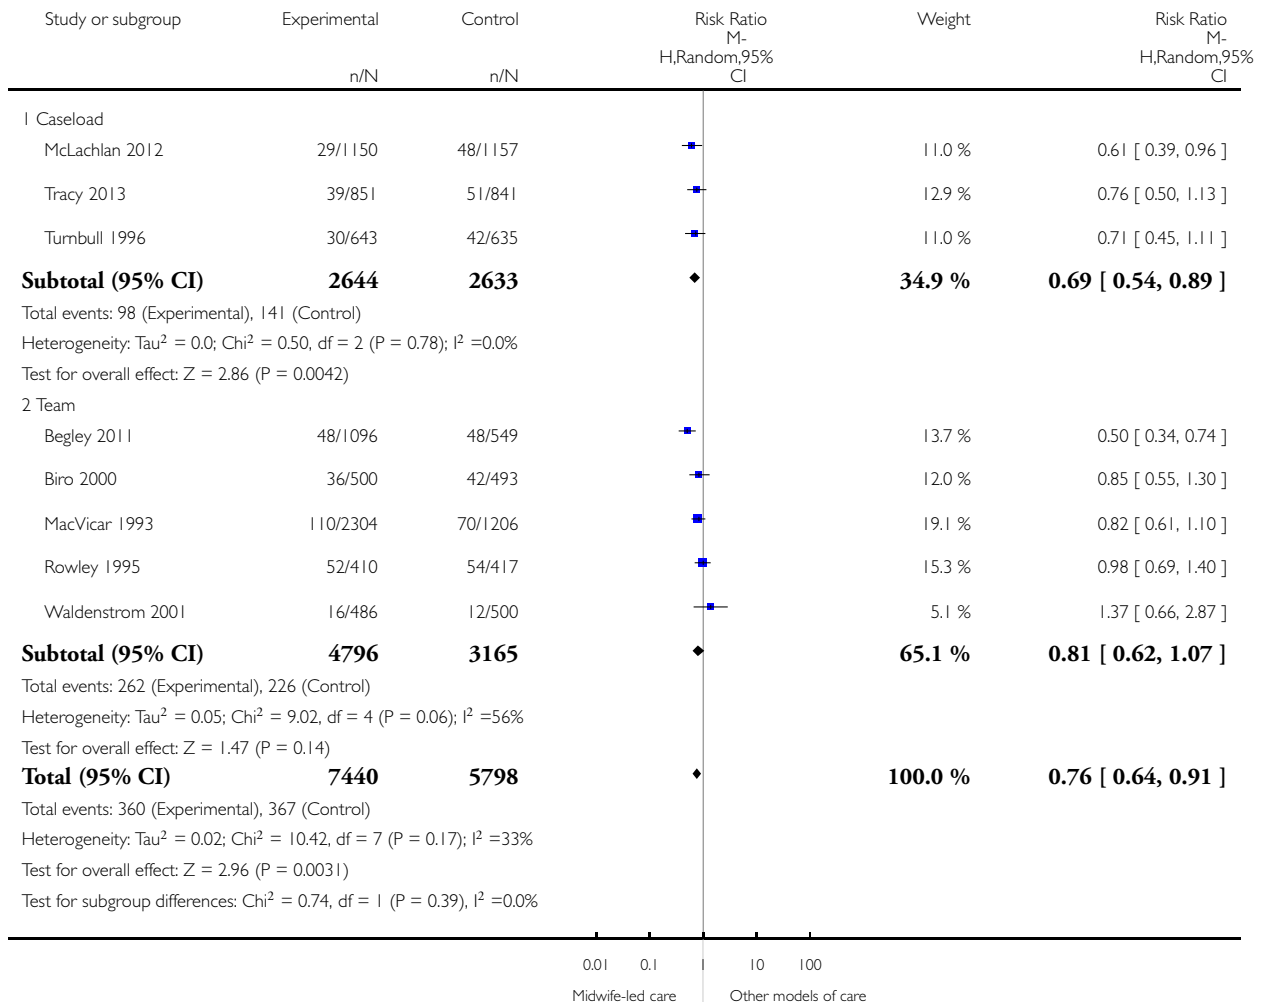 Study or subgroup Experimental Control Risk Ratio Weight Risk Ratio
M- M-
H,Random,95% H,Random,95%
n/N n/N CI CI
1 Caseload
McLachlan 2012 29/1150 48/1157 11.0 % 0.61 [ 0.39, 0.96 ]
Tracy 2013 39/851 51/841 12.9 % 0.76 [ 0.50, 1.13 ]
Turnbull 1996 30/643 42/635 11.0 % 0.71 [ 0.45, 1.11 ]
Subtotal (95% CI) 2644 2633 34.9 % 0.69 [ 0.54, 0.89 ]
Total events: 98 (Experimental), 141 (Control)
Heterogeneity: Tau² = 0.0; Chi² = 0.50, df = 2 (P = 0.78); I² =0.0%
Test for overall effect: Z = 2.86 (P = 0.0042)
2 Team
Begley 2011 48/1096 48/549 13.7 % 0.50 [ 0.34, 0.74 ]
Biro 2000 36/500 42/493 12.0 % 0.85 [ 0.55, 1.30 ]
MacVicar 1993 110/2304 70/1206 19.1 % 0.82 [ 0.61, 1.10 ]
Rowley 1995 52/410 54/417 15.3 % 0.98 [ 0.69, 1.40 ]
Waldenstrom 2001 16/486 12/500 5.1 % 1.37 [ 0.66, 2.87 ]
Subtotal (95% CI) 4796 3165 65.1 % 0.81 [ 0.62, 1.07 ]
Total events: 262 (Experimental), 226 (Control)
Heterogeneity: Tau² = 0.05; Chi² = 9.02, df = 4 (P = 0.06); I² =56%
Test for overall effect: Z = 1.47 (P = 0.14)
Total (95% CI) 7440 5798 100.0 % 0.76 [ 0.64, 0.91 ]
Total events: 360 (Experimental), 367 (Control)
Heterogeneity: Tau² = 0.02; Chi² = 10.42, df = 7 (P = 0.17); I² =33%
Test for overall effect: Z = 2.96 (P = 0.0031)
Test for subgroup differences: Chi² = 0.74, df = 1 (P = 0.39), I² =0.0%
0.01 0.1 1 10 100
Midwife-led care Other models of care